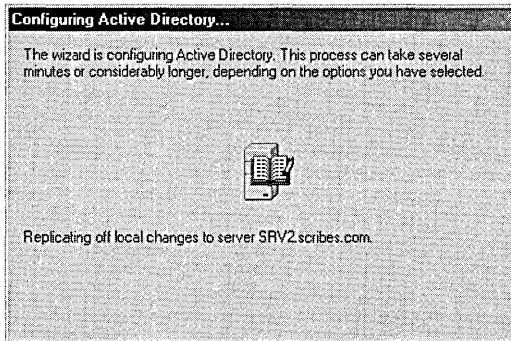 Configuring Active Directory...
The wizard is configuring Active Directory. This process can take several
minutes or considerably longer, depending on the options you have selected.
Replicating off local changes to server SRV2.scribes.com.